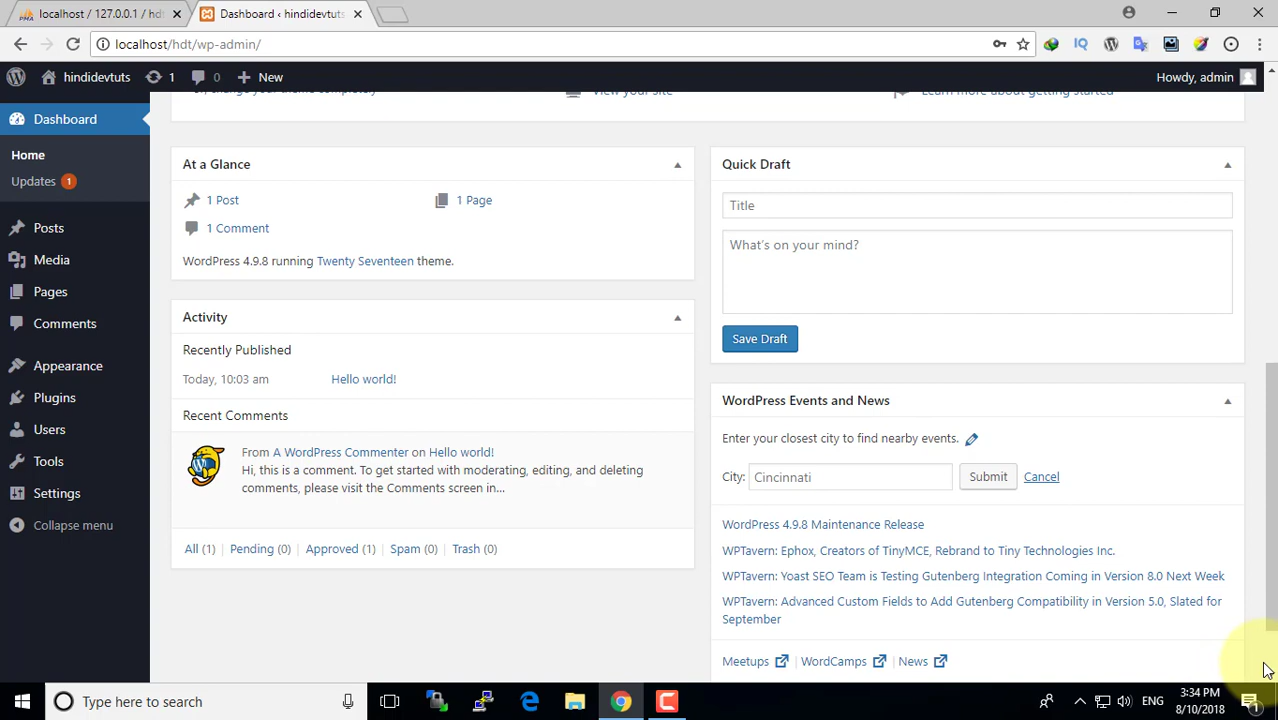 localhost / 127.0.0.1 / hdt
Dashboard ‹ hindidevtuts
localhost/hdt/wp-admin/
hindidevtuts 1 0 New Howdy, admin
Dashboard
Home
Updates 1
Posts
Media
Pages
Comments
Appearance
Plugins
Users
Tools
Settings
Collapse menu
View your site
Learn more about getting started
At a Glance
1 Post 1 Page
1 Comment
WordPress 4.9.8 running Twenty Seventeen theme.
Activity
Recently Published
Today, 10:03 am Hello world!
Recent Comments
From A WordPress Commenter on Hello world!
Hi, this is a comment. To get started with moderating, editing, and deleting
comments, please visit the Comments screen in...
All (1) | Pending (0) | Approved (1) | Spam (0) | Trash (0)
Quick Draft
Title
What's on your mind?
Save Draft
WordPress Events and News
Enter your closest city to find nearby events.
City: Cincinnati Submit Cancel
WordPress 4.9.8 Maintenance Release
WPTavern: Ephox, Creators of TinyMCE, Rebrand to Tiny Technologies Inc.
WPTavern: Yoast SEO Team is Testing Gutenberg Integration Coming in Version 8.0 Next Week
WPTavern: Advanced Custom Fields to Add Gutenberg Compatibility in Version 5.0, Slated for
September
Meetups | WordCamps | News
Type here to search
ENG
3:34 PM
8/10/2018
1